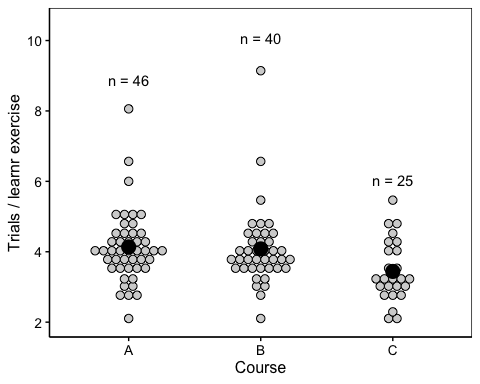 n = 40
n = 46
n = 25
10
8
6
4
2
Trials / learnr exercise
A
B
C
Course